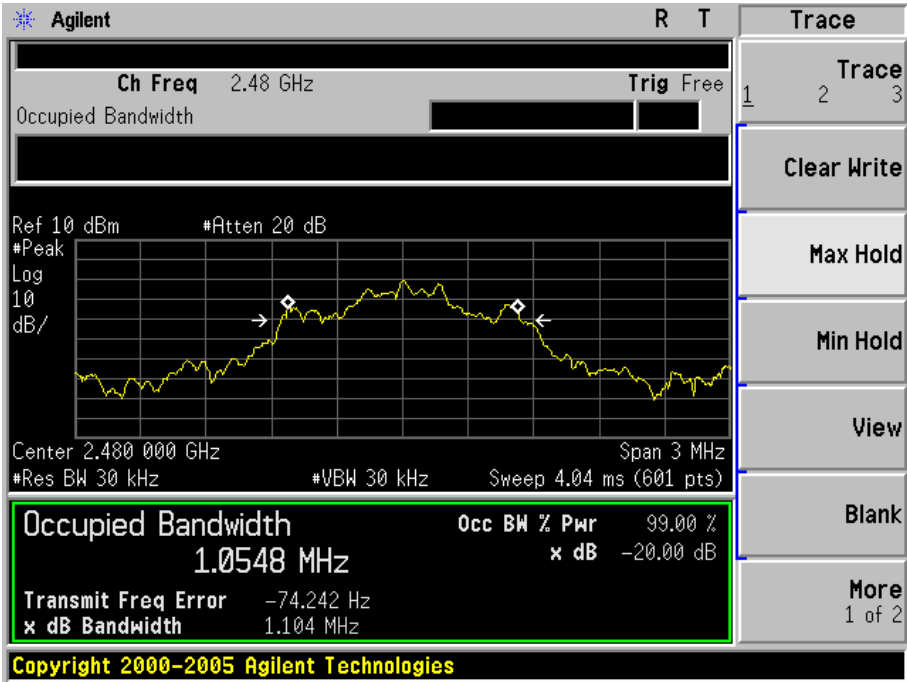 Agilent R T
Ch Freq 2.48 GHz Trig Free
Occupied Bandwidth
Ref 10 dBm #Atten 20 dB
#Peak
Log
10
dB/
Center 2.480 000 GHz Span 3 MHz
#Res BW 30 kHz #VBW 30 kHz Sweep 4.04 ms (601 pts)
Occupied Bandwidth Occ BW % Pwr 99.00 %
1.0548 MHz x dB -20.00 dB
Transmit Freq Error -74.242 Hz
x dB Bandwidth 1.104 MHz
Copyright 2000-2005 Agilent Technologies
Trace
Trace
1 2 3
Clear Write
Max Hold
Min Hold
View
Blank
More
1 of 2